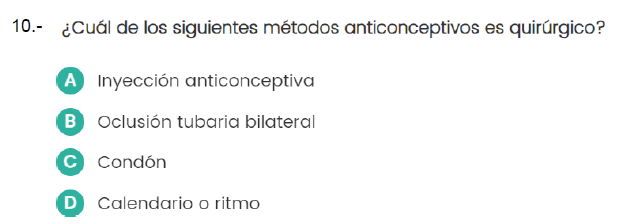 10.- ¿Cuál de los siguientes métodos anticonceptivos es quirúrgico?
A Inyección anticonceptiva
B Oclusión tubaria bilateral
C Condón
D Calendario o ritmo